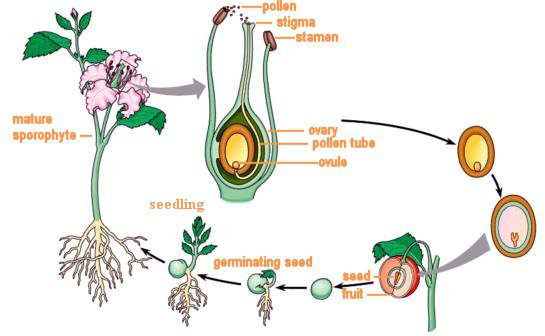 pollen
stigma
stamen
mature
sporophyte
ovary
pollen tube
ovule
seedling
germinating seed
seed
fruit